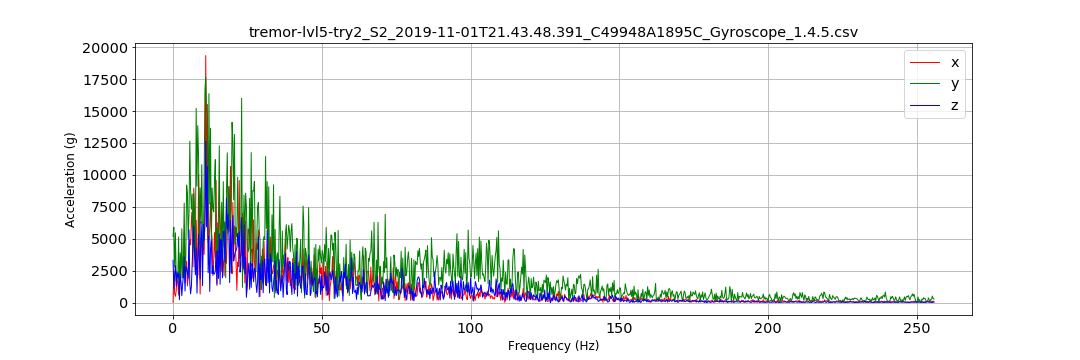 tremor-lvl5-try2_S2_2019-11-01T21.43.48.391_C49948A1895C_Gyroscope_1.4.5.csv
20000
17500
15000
12500
10000
7500
5000
2500
0
Acceleration (g)
x
y
z
0 50 100 150 200 250
Frequency (Hz)